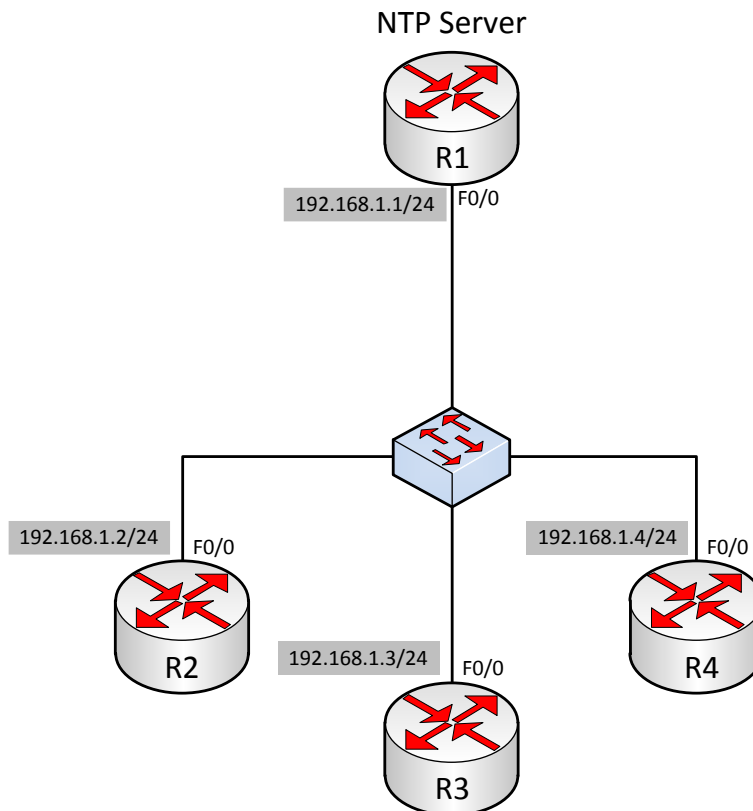 NTP Server
R1
192.168.1.1/24
F0/0
192.168.1.2/24
F0/0
R2
192.168.1.3/24
F0/0
R3
192.168.1.4/24
F0/0
R4